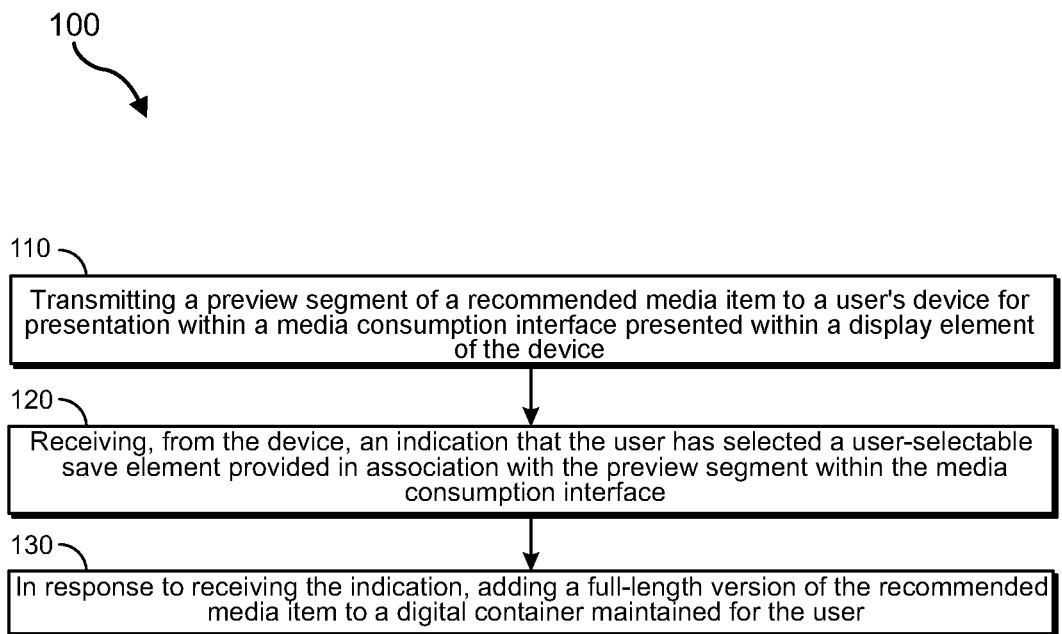 100
110
Transmitting a preview segment of a recommended media item to a user's device for
presentation within a media consumption interface presented within a display element
of the device
120
Receiving, from the device, an indication that the user has selected a user-selectable
save element provided in association with the preview segment within the media
consumption interface
130
In response to receiving the indication, adding a full-length version of the recommended
media item to a digital container maintained for the user